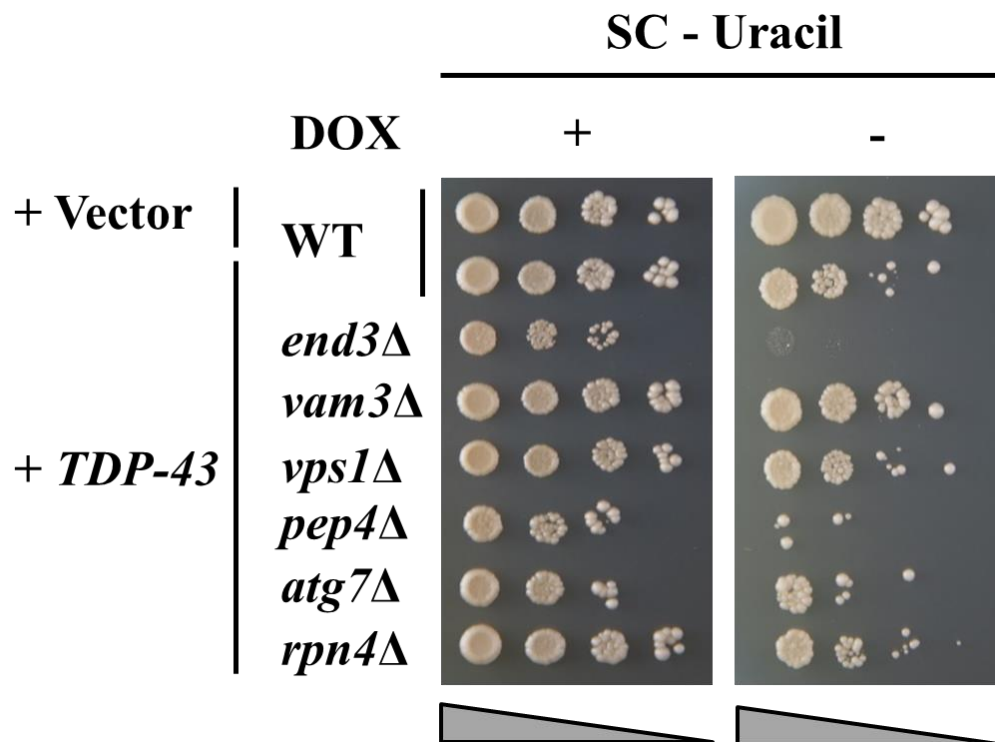 SC - Uracil
DOX + -
+ Vector
WT
end3Δ
vam3Δ
+ TDP-43
vps1Δ
pep4Δ
atg7Δ
rpn4Δ